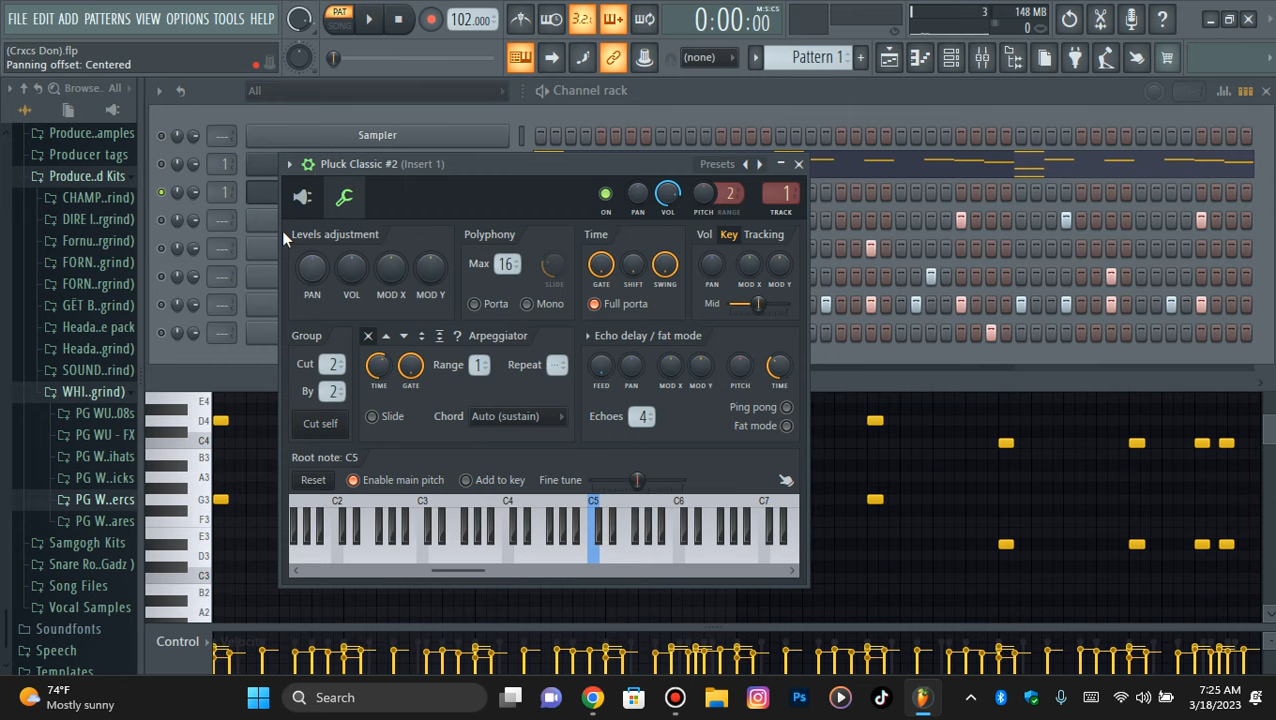 FILE EDIT ADD PATTERNS VIEW OPTIONS TOOLS HELP
PAT
SONG
102.000
3.2.
0:00:00
M:S:CS
3
148 MB
0
(Crxcs Don).flp
Panning offset: Centered
(none)
Pattern 1
Browse.. All
All
Channel rack
Produce..amples
Producer tags
Produce..d Kits
CHAMP..rind)
DIRE I..rgrind)
Fornu..grind)
FORN..grind)
FORN..grind)
GÉT B..grind)
Heada..e pack
Heada..grind)
SOUND..rind)
WHI..grind)
PG WU..08s
PG WU - FX
PG W..ihats
PG W..icks
PG W..ercs
PG W..ares
Samgogh Kits
Snare Ro..Gadz )
Song Files
Vocal Samples
Soundfonts
Speech
Templates
Sampler
1
1
Pluck Classic #2 (Insert 1)
Presets
ON
PAN
VOL
PITCH
2
RANGE
1
TRACK
Levels adjustment
PAN
VOL
MOD X
MOD Y
Polyphony
Max
16
SLIDE
Porta
Mono
Time
GATE
SHIFT
SWING
Full porta
Vol
Key
Tracking
PAN
MOD X
MOD Y
Mid
Group
Cut
2
By
2
Cut self
Arpeggiator
TIME
GATE
Range
1
Repeat
Slide
Chord
Auto (sustain)
Echo delay / fat mode
FEED
PAN
MOD X
MOD Y
PITCH
TIME
Echoes
4
Ping pong
Fat mode
Root note: C5
Reset
Enable main pitch
Add to key
Fine tune
C2
C3
C4
C5
C6
C7
E4
D4
C4
B3
A3
G3
F3
E3
D3
C3
B2
A2
Control
Velocity
74°F
Mostly sunny
Search
Ps
7:25 AM
3/18/2023